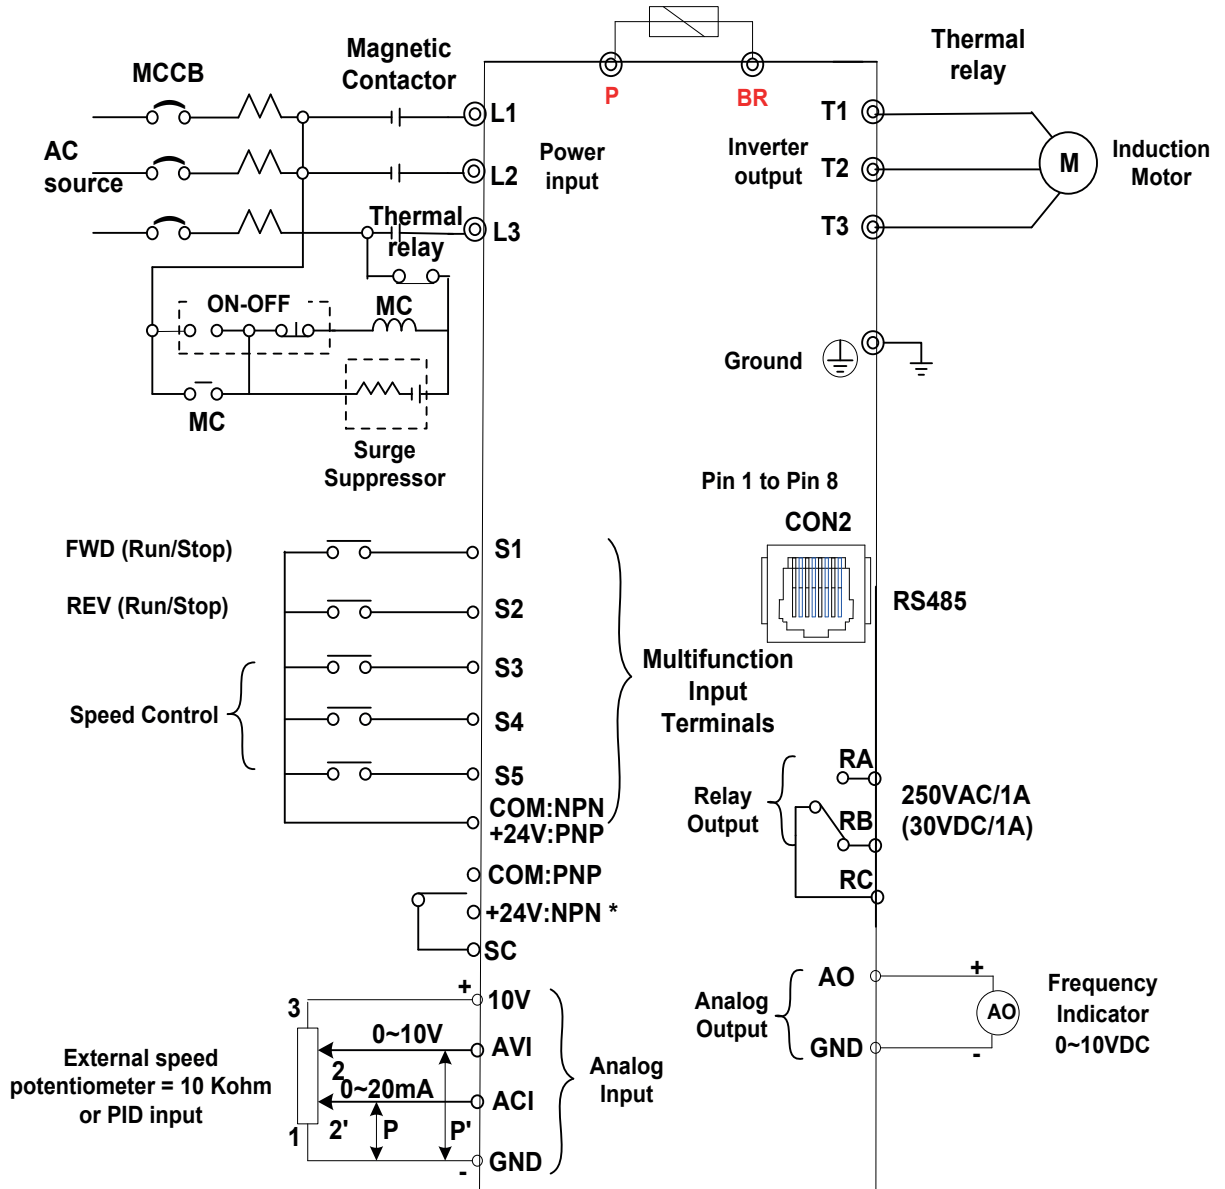 MCCB
Magnetic
Contactor
P
BR
Thermal
relay
L1
T1
AC
source
L2
Power
input
Inverter
output
T2
M
Induction
Motor
Thermal
relay
L3
T3
ON-OFF
MC
Ground
MC
Surge
Suppressor
Pin 1 to Pin 8
CON2
RS485
FWD (Run/Stop)
S1
REV (Run/Stop)
S2
S3
Speed Control
S4
S5
Multifunction
Input
Terminals
COM:NPN
+24V:PNP
COM:PNP
+24V:NPN *
SC
Relay
Output
RA
RB
RC
250VAC/1A
(30VDC/1A)
+
10V
3
0~10V
AVI
2
0~20mA
ACI
2'
P
P'
1
-
GND
External speed
potentiometer = 10 Kohm
or PID input
Analog
Input
Analog
Output
AO
GND
+
AO
-
Frequency
Indicator
0~10VDC